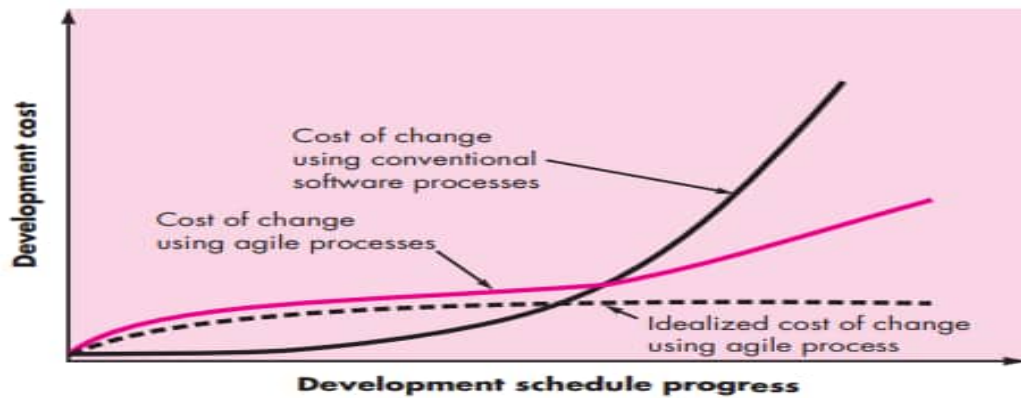 Development cost
Cost of change
using conventional
software processes
Cost of change
using agile processes
Idealized cost of change
using agile process
Development schedule progress